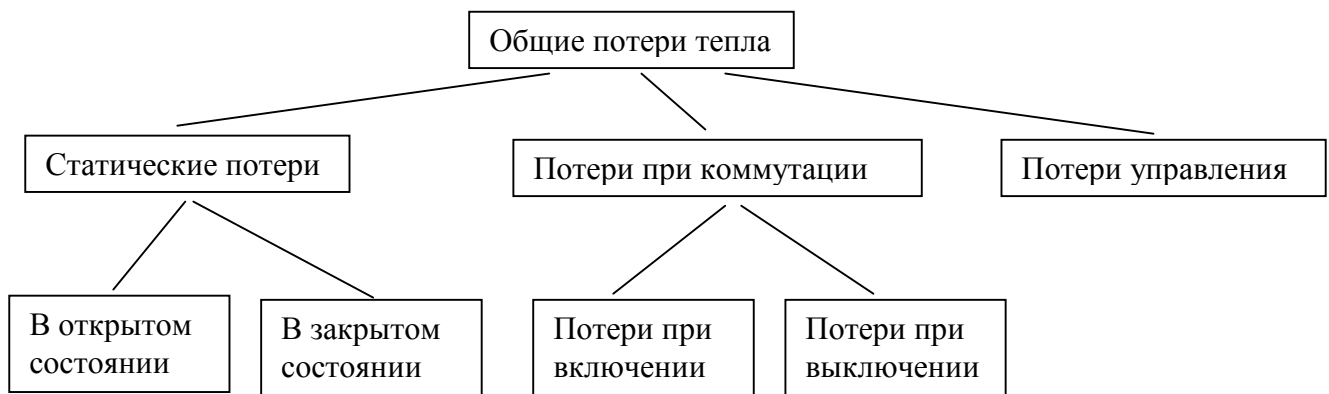 Общие потери тепла
Статические потери
Потери при коммутации
Потери управления
В открытом
состоянии
В закрытом
состоянии
Потери при
включении
Потери при
выключении